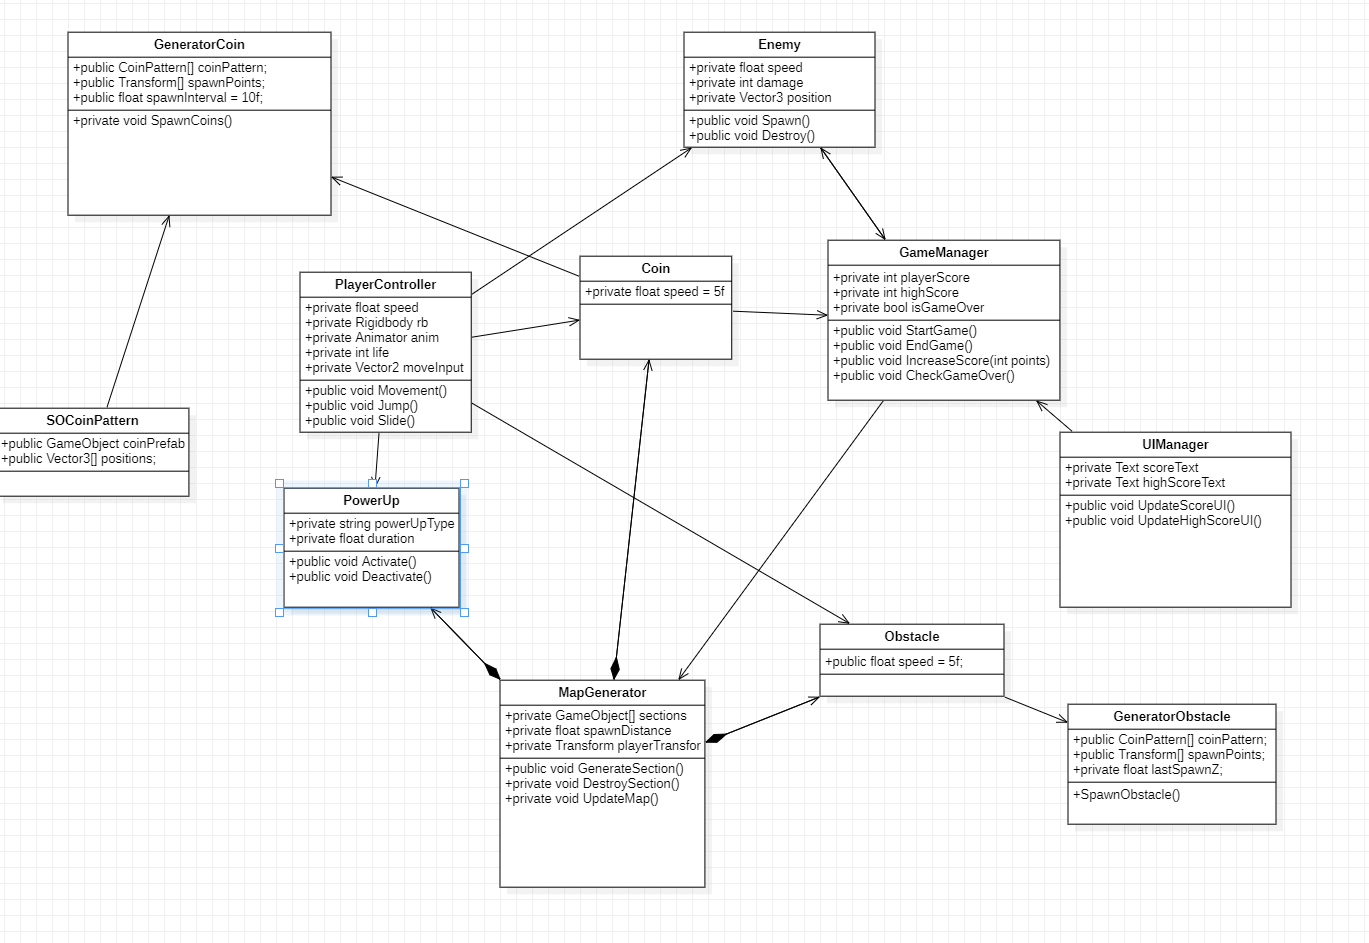 GeneratorCoin
+public CoinPattern[] coinPattern;
+public Transform[] spawnPoints;
+public float spawnInterval = 10f;
+private void SpawnCoins()
Enemy
+private float speed
+private int damage
+private Vector3 position
+public void Spawn()
+public void Destroy()
GameManager
+private int playerScore
+private int highScore
+private bool isGameOver
+public void StartGame()
+public void EndGame()
+public void IncreaseScore(int points)
+public void CheckGameOver()
Coin
+private float speed = 5f
PlayerController
+private float speed
+private Rigidbody rb
+private Animator anim
+private int life
+private Vector2 moveInput
+public void Movement()
+public void Jump()
+public void Slide()
SOCoinPattern
+public GameObject coinPrefab
+public Vector3[] positions;
UIManager
+private Text scoreText
+private Text highScoreText
+public void UpdateScoreUI()
+public void UpdateHighScoreUI()
PowerUp
+private string powerUpType
+private float duration
+public void Activate()
+public void Deactivate()
Obstacle
+public float speed = 5f;
MapGenerator
+private GameObject[] sections
+private float spawnDistance
+private Transform playerTransfor
+public void GenerateSection()
+private void DestroySection()
+private void UpdateMap()
GeneratorObstacle
+public CoinPattern[] coinPattern;
+public Transform[] spawnPoints;
+private float lastSpawnZ;
+SpawnObstacle()